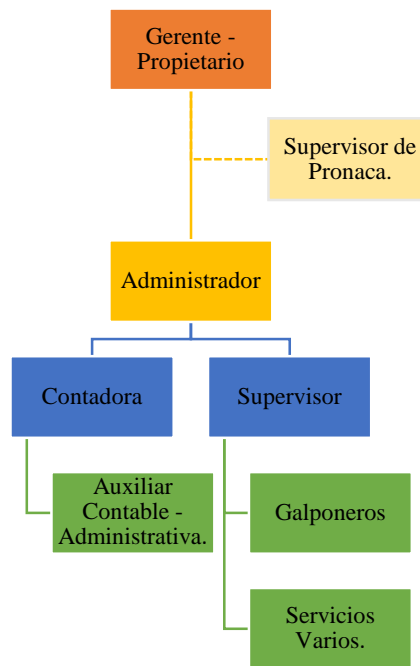 Gerente -
Propietario
Supervisor de
Pronaca.
Administrador
Contadora
Supervisor
Auxiliar
Contable -
Administrativa.
Galponeros
Servicios
Varios.